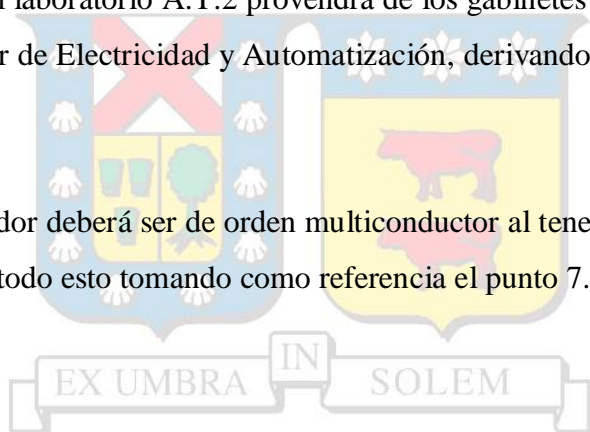 l laboratorio A.T.2 provendrá de los gabinetes
r de Electricidad y Automatización, derivando
dor deberá ser de orden multiconductor al tene
todo esto tomando como referencia el punto 7.
EX UMBRA IN SOLEM